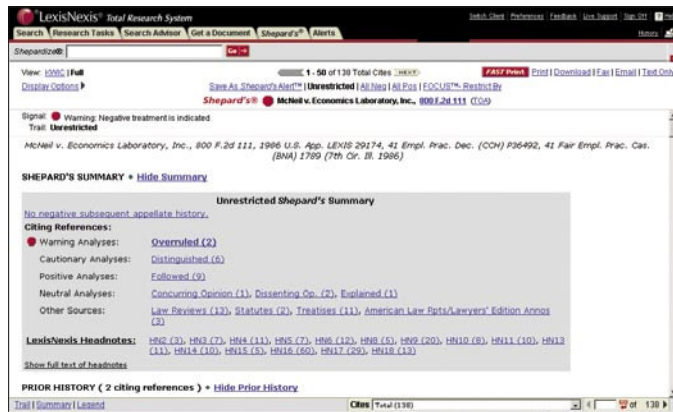 LexisNexis® Total Research System
Switch Client | Preferences | Feedback | Live Support | Sign Off | ?
Search Research Tasks Search Advisor Get a Document Shepard's® Alerts
History
Shepardize®: Go
View: KWIC | Full 1 - 50 of 138 Total Cites NEXT FAST Print Print | Download | Fax | Email | Text Only
Display Options Save As Shepard's Alert™ | Unrestricted | All Neg | All Pos | FOCUS™ - Restrict By
Shepard's® McNeil v. Economics Laboratory, Inc., 800 F.2d 111 (TOA)
Signal: Warning: Negative treatment is indicated
Trail: Unrestricted
McNeil v. Economics Laboratory, Inc., 800 F.2d 111, 1986 U.S. App. LEXIS 29174, 41 Empl. Prac. Dec. (CCH) P36492, 41 Fair Empl. Prac. Cas.
(BNA) 1789 (7th Cir. Ill. 1986)
SHEPARD'S SUMMARY Hide Summary
Unrestricted Shepard's Summary
No negative subsequent appellate history.
Citing References:
Warning Analyses: Overruled (2)
Cautionary Analyses: Distinguished (6)
Positive Analyses: Followed (9)
Neutral Analyses: Concurring Opinion (1), Dissenting Op. (2), Explained (1)
Other Sources: Law Reviews (13), Statutes (2), Treatises (11), American Law Rpts/Lawyers' Edition Annos
(3)
LexisNexis Headnotes: HN2 (3), HN3 (7), HN4 (11), HN5 (7), HN6 (12), HN8 (5), HN9 (20), HN10 (8), HN11 (10), HN13
(11), HN14 (10), HN15 (5), HN16 (60), HN17 (29), HN18 (13)
Show full text of headnotes
PRIOR HISTORY ( 2 citing references ) Hide Prior History
Trail | Summary | Legend Cites Total (138) of 138